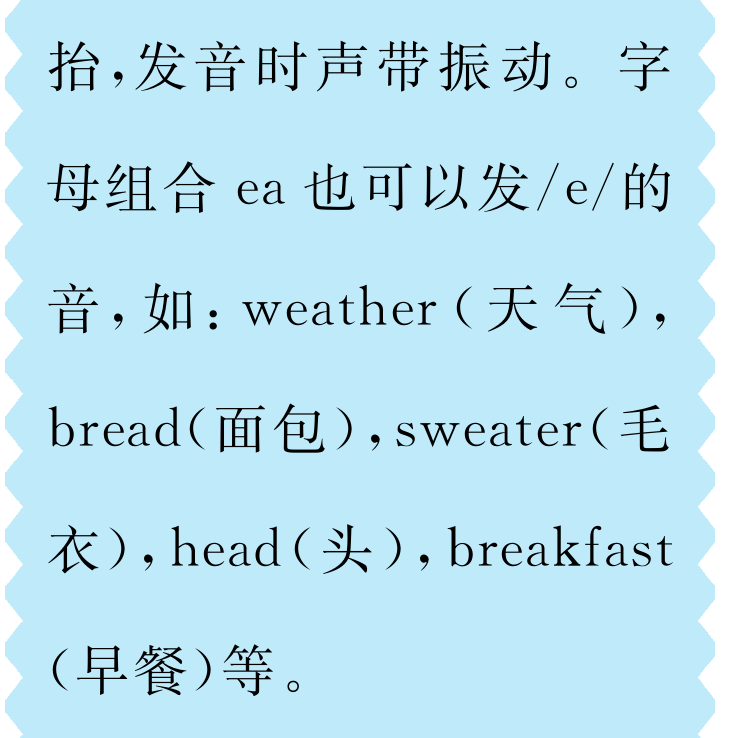 抬,发音时声带振动。字
母组合 ea 也可以发/e/的
音,如:weather(天气),
bread(面包),sweater(毛
衣),head(头),breakfast
(早餐)等。